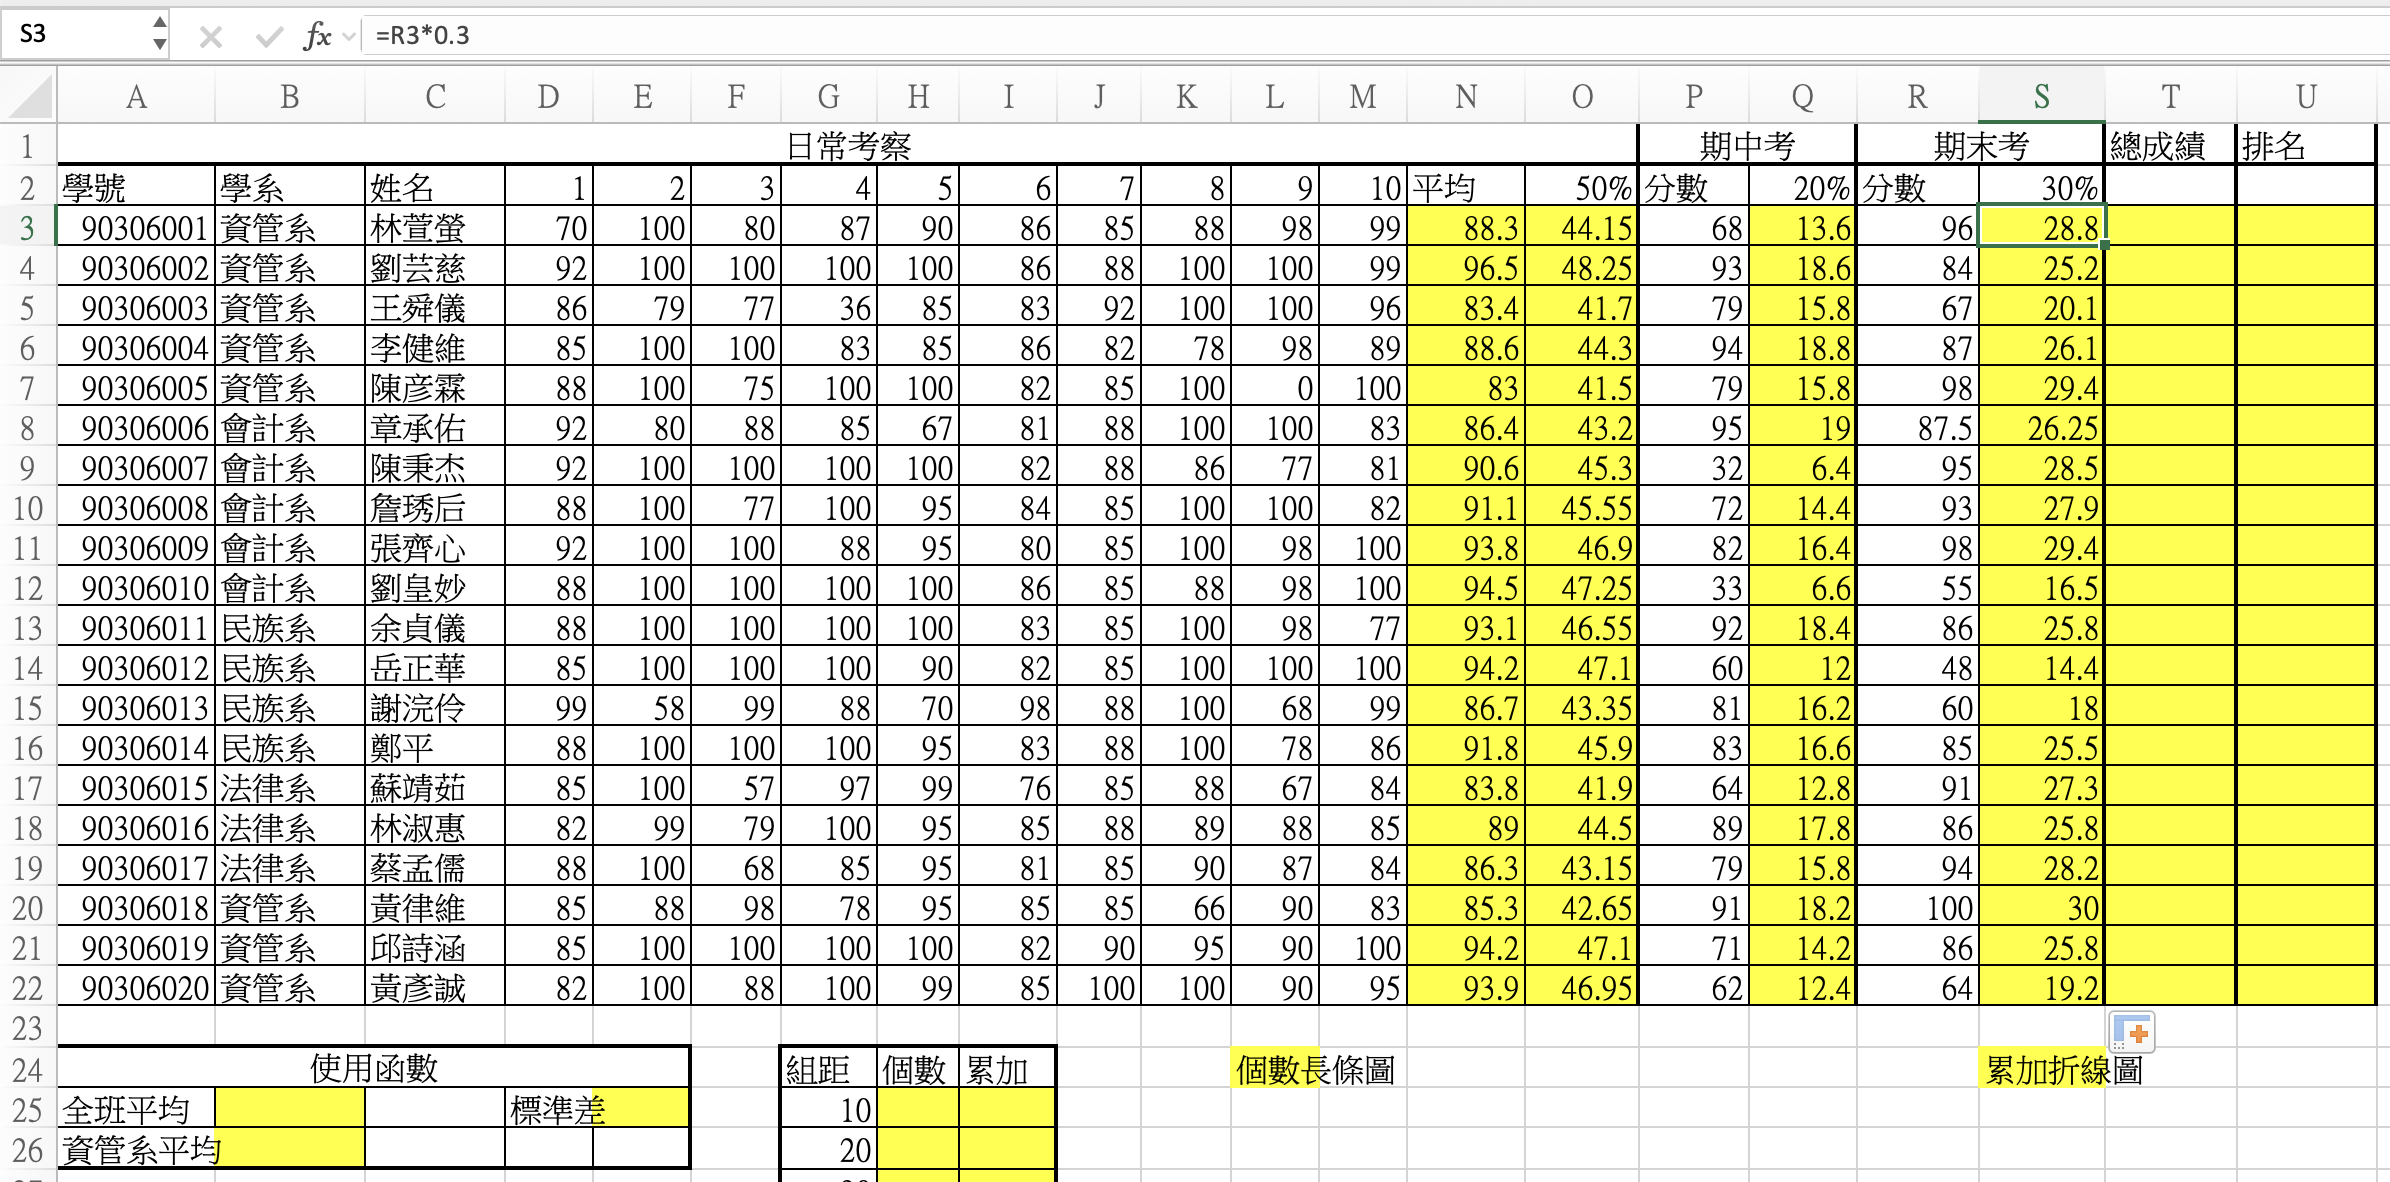 S3 fx =R3*0.3
A B C D E F G H I J K L M N O P Q R S T U
1 日常考察 期中考 期末考 總成績 排名
2 學號 學系 姓名 1 2 3 4 5 6 7 8 9 10 平均 50% 分數 20% 分數 30%
3 90306001 資管系 林萱螢 70 100 80 87 90 86 85 88 98 99 88.3 44.15 68 13.6 96 28.8
4 90306002 資管系 劉芸慈 92 100 100 100 100 86 88 100 100 99 96.5 48.25 93 18.6 84 25.2
5 90306003 資管系 王舜儀 86 79 77 36 85 83 92 100 100 96 83.4 41.7 79 15.8 67 20.1
6 90306004 資管系 李健維 85 100 100 83 85 86 82 78 98 89 88.6 44.3 94 18.8 87 26.1
7 90306005 資管系 陳彦霖 88 100 75 100 100 82 85 100 0 100 83 41.5 79 15.8 98 29.4
8 90306006 會計系 章承佑 92 80 88 85 67 81 88 100 100 83 86.4 43.2 95 19 87.5 26.25
9 90306007 會計系 陳秉杰 92 100 100 100 100 82 88 86 77 81 90.6 45.3 32 6.4 95 28.5
10 90306008 會計系 詹琇后 88 100 77 100 95 84 85 100 100 82 91.1 45.55 72 14.4 93 27.9
11 90306009 會計系 張齊心 92 100 100 88 95 80 85 100 98 100 93.8 46.9 82 16.4 98 29.4
12 90306010 會計系 劉皇妙 88 100 100 100 100 86 85 88 98 100 94.5 47.25 33 6.6 55 16.5
13 90306011 民族系 余貞儀 88 100 100 100 100 83 85 100 98 77 93.1 46.55 92 18.4 86 25.8
14 90306012 民族系 岳正華 85 100 100 100 90 82 85 100 100 100 94.2 47.1 60 12 48 14.4
15 90306013 民族系 謝浣伶 99 58 99 88 70 98 88 100 68 99 86.7 43.35 81 16.2 60 18
16 90306014 民族系 鄭平 88 100 100 100 95 83 88 100 78 86 91.8 45.9 83 16.6 85 25.5
17 90306015 法律系 蘇靖茹 85 100 57 97 99 76 85 88 67 84 83.8 41.9 64 12.8 91 27.3
18 90306016 法律系 林淑惠 82 99 79 100 95 85 88 89 88 85 89 44.5 89 17.8 86 25.8
19 90306017 法律系 蔡孟儒 88 100 68 85 95 81 85 90 87 84 86.3 43.15 79 15.8 94 28.2
20 90306018 資管系 黃律維 85 88 98 78 95 85 85 66 90 83 85.3 42.65 91 18.2 100 30
21 90306019 資管系 邱詩涵 85 100 100 100 100 82 90 95 90 100 94.2 47.1 71 14.2 86 25.8
22 90306020 資管系 黃彥誠 82 100 88 100 99 85 100 100 90 95 93.9 46.95 62 12.4 64 19.2
23
24 使用函數 組距 個數 累加 個數長條圖 累加折線圖
25 全班平均 標準差 10
26 資管系平均 20